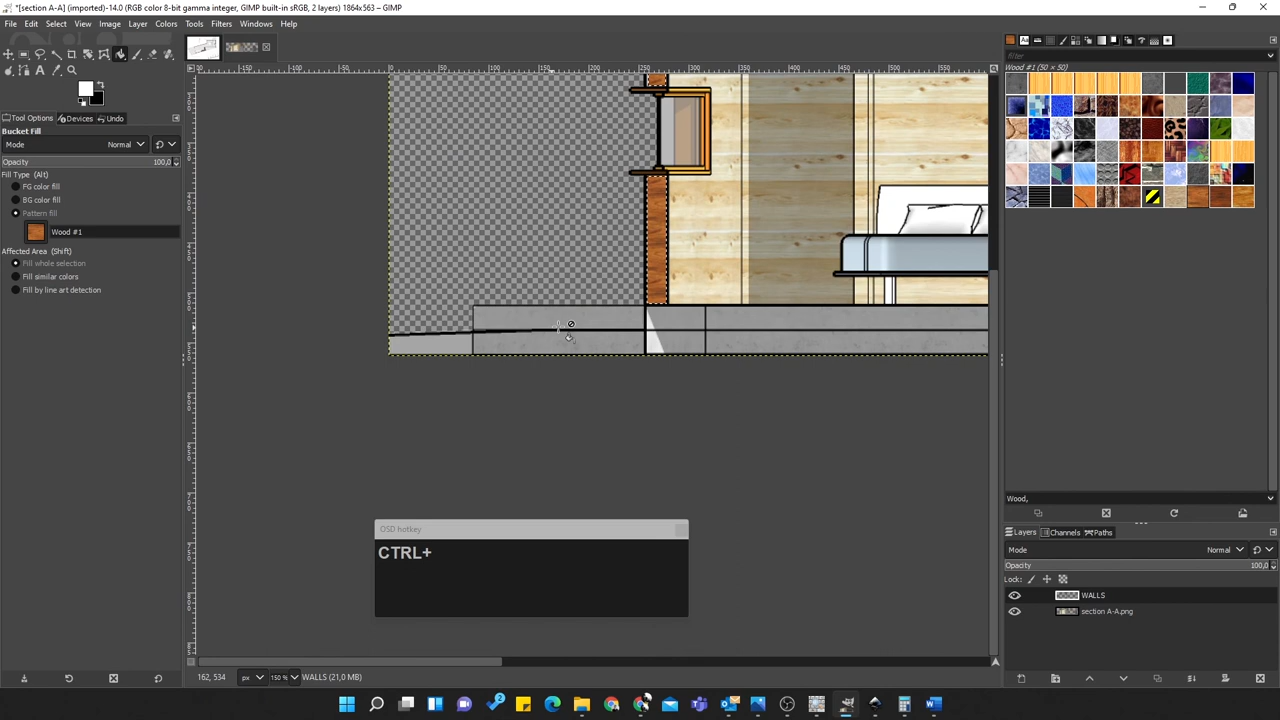 *[section A-A] (imported)-14.0 (RGB color 8-bit gamma integer, GIMP built-in sRGB, 2 layers) 1864x563 – GIMP
File Edit Select View Image Layer Colors Tools Filters Windows Help
filter
Wood #1 (50 × 50)
Tool Options Devices Undo
Bucket Fill
Mode Normal
Opacity 100,0
Fill Type (Alt)
FG color fill
BG color fill
Pattern fill
Wood #1
Affected Area (Shift)
Fill whole selection
Fill similar colors
Fill by line art detection
Wood,
OSD hotkey
CTRL+
Layers Channels Paths
Mode Normal
Opacity 100,0
Lock:
WALLS
section A-A.png
162, 534 px 150 % WALLS (21,0 MB)